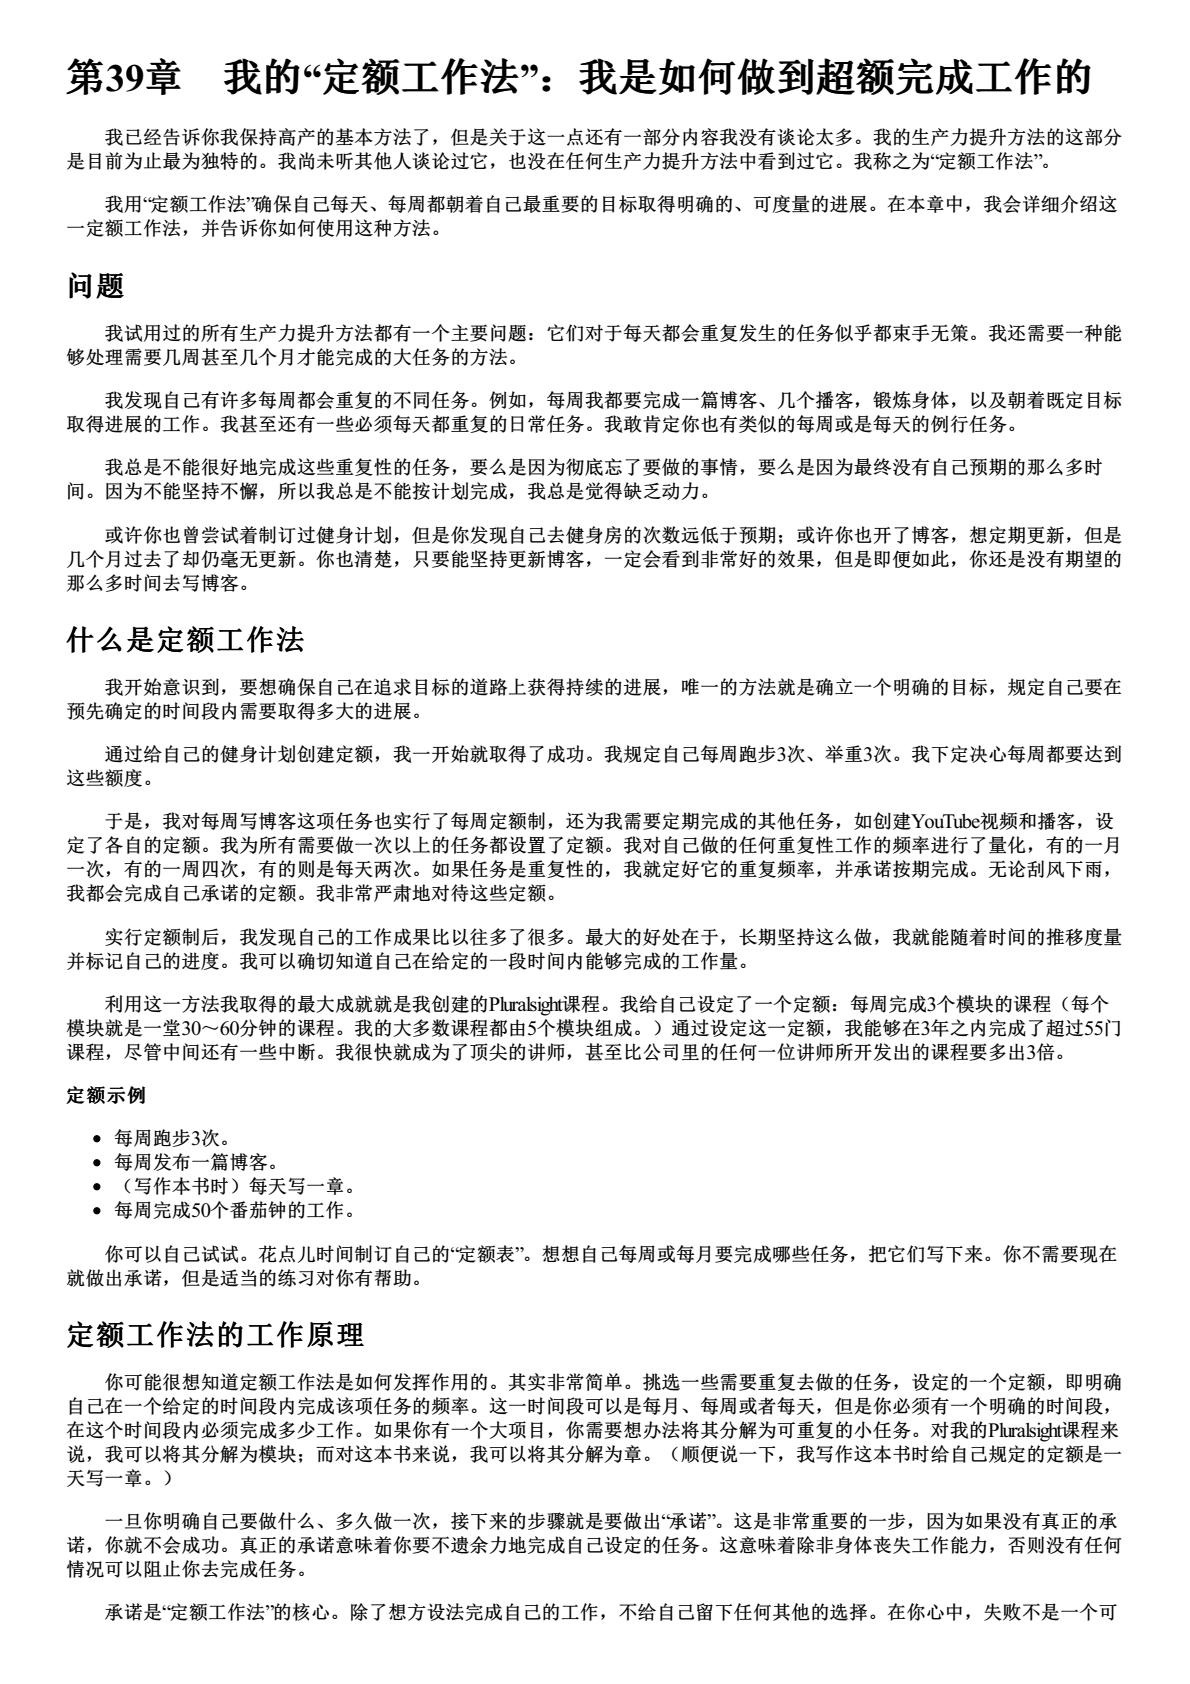 第39章　我的“定额工作法”：我是如何做到超额完成工作的
我已经告诉你我保持高产的基本方法了，但是关于这一点还有一部分内容我没有谈论太多。我的生产力提升方法的这部分
是目前为止最为独特的。我尚未听其他人谈论过它，也没在任何生产力提升方法中看到过它。我称之为“定额工作法”。
我用“定额工作法”确保自己每天、每周都朝着自己最重要的目标取得明确的、可度量的进展。在本章中，我会详细介绍这
一定额工作法，并告诉你如何使用这种方法。
问题
我试用过的所有生产力提升方法都有一个主要问题：它们对于每天都会重复发生的任务似乎都束手无策。我还需要一种能
够处理需要几周甚至几个月才能完成的大任务的方法。
我发现自己有许多每周都会重复的不同任务。例如，每周我都要完成一篇博客、几个播客，锻炼身体，以及朝着既定目标
取得进展的工作。我甚至还有一些必须每天都重复的日常任务。我敢肯定你也有类似的每周或是每天的例行任务。
我总是不能很好地完成这些重复性的任务，要么是因为彻底忘了要做的事情，要么是因为最终没有自己预期的那么多时
间。因为不能坚持不懈，所以我总是不能按计划完成，我总是觉得缺乏动力。
或许你也曾尝试着制订过健身计划，但是你发现自己去健身房的次数远低于预期；或许你也开了博客，想定期更新，但是
几个月过去了却仍毫无更新。你也清楚，只要能坚持更新博客，一定会看到非常好的效果，但是即便如此，你还是没有期望的
那么多时间去写博客。
什么是定额工作法
我开始意识到，要想确保自己在追求目标的道路上获得持续的进展，唯一的方法就是确立一个明确的目标，规定自己要在
预先确定的时间段内需要取得多大的进展。
通过给自己的健身计划创建定额，我一开始就取得了成功。我规定自己每周跑步3次、举重3次。我下定决心每周都要达到
这些额度。
于是，我对每周写博客这项任务也实行了每周定额制，还为我需要定期完成的其他任务，如创建YouTube视频和播客，设
定了各自的定额。我为所有需要做一次以上的任务都设置了定额。我对自己做的任何重复性工作的频率进行了量化，有的一月
一次，有的一周四次，有的则是每天两次。如果任务是重复性的，我就定好它的重复频率，并承诺按期完成。无论刮风下雨，
我都会完成自己承诺的定额。我非常严肃地对待这些定额。
实行定额制后，我发现自己的工作成果比以往多了很多。最大的好处在于，长期坚持这么做，我就能随着时间的推移度量
并标记自己的进度。我可以确切知道自己在给定的一段时间内能够完成的工作量。
利用这一方法我取得的最大成就就是我创建的Pluralsight课程。我给自己设定了一个定额：每周完成3个模块的课程（每个
模块就是一堂30～60分钟的课程。我的大多数课程都由5个模块组成。）通过设定这一定额，我能够在3年之内完成了超过55门
课程，尽管中间还有一些中断。我很快就成为了顶尖的讲师，甚至比公司里的任何一位讲师所开发出的课程要多出3倍。
定额示例
● 每周跑步3次。
● 每周发布一篇博客。
● （写作本书时）每天写一章。
● 每周完成50个番茄钟的工作。
你可以自己试试。花点儿时间制订自己的“定额表”。想想自己每周或每月要完成哪些任务，把它们写下来。你不需要现在
就做出承诺，但是适当的练习对你有帮助。
定额工作法的工作原理
你可能很想知道定额工作法是如何发挥作用的。其实非常简单。挑选一些需要重复去做的任务，设定的一个定额，即明确
自己在一个给定的时间段内完成该项任务的频率。这一时间段可以是每月、每周或者每天，但是你必须有一个明确的时间段，
在这个时间段内必须完成多少工作。如果你有一个大项目，你需要想办法将其分解为可重复的小任务。对我的Pluralsight课程来
说，我可以将其分解为模块；而对这本书来说，我可以将其分解为章。（顺便说一下，我写作这本书时给自己规定的定额是一
天写一章。）
一旦你明确自己要做什么、多久做一次，接下来的步骤就是要做出“承诺”。这是非常重要的一步，因为如果没有真正的承
诺，你就不会成功。真正的承诺意味着你要不遗余力地完成自己设定的任务。这意味着除非身体丧失工作能力，否则没有任何
情况可以阻止你去完成任务。
承诺是“定额工作法”的核心。除了想方设法完成自己的工作，不给自己留下任何其他的选择。在你心中，失败不是一个可